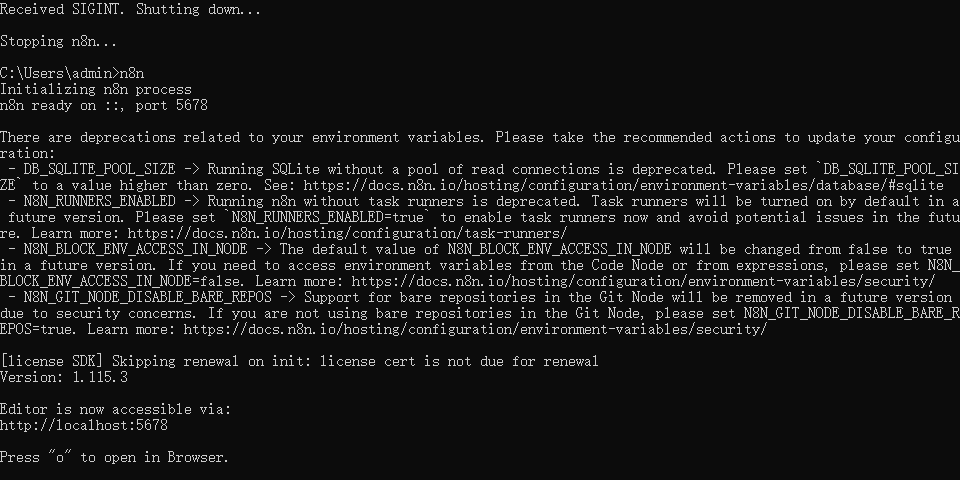 Received SIGINT. Shutting down...
Stopping n8n...
C:\Users\admin>n8n
Initializing n8n process
n8n ready on ::, port 5678
There are deprecations related to your environment variables. Please take the recommended actions to update your configu
ration:
 - DB_SQLITE_POOL_SIZE -> Running SQLite without a pool of read connections is deprecated. Please set `DB_SQLITE_POOL_SI
ZE` to a value higher than zero. See: https://docs.n8n.io/hosting/configuration/environment-variables/database/#sqlite
 - N8N_RUNNERS_ENABLED -> Running n8n without task runners is deprecated. Task runners will be turned on by default in a
 future version. Please set `N8N_RUNNERS_ENABLED=true` to enable task runners now and avoid potential issues in the futu
re. Learn more: https://docs.n8n.io/hosting/configuration/task-runners/
 - N8N_BLOCK_ENV_ACCESS_IN_NODE -> The default value of N8N_BLOCK_ENV_ACCESS_IN_NODE will be changed from false to true
in a future version. If you need to access environment variables from the Code Node or from expressions, please set N8N_
BLOCK_ENV_ACCESS_IN_NODE=false. Learn more: https://docs.n8n.io/hosting/configuration/environment-variables/security/
 - N8N_GIT_NODE_DISABLE_BARE_REPOS -> Support for bare repositories in the Git Node will be removed in a future version
due to security concerns. If you are not using bare repositories in the Git Node, please set N8N_GIT_NODE_DISABLE_BARE_R
EPOS=true. Learn more: https://docs.n8n.io/hosting/configuration/environment-variables/security/
[license SDK] Skipping renewal on init: license cert is not due for renewal
Version: 1.115.3
Editor is now accessible via:
http://localhost:5678
Press "o" to open in Browser.